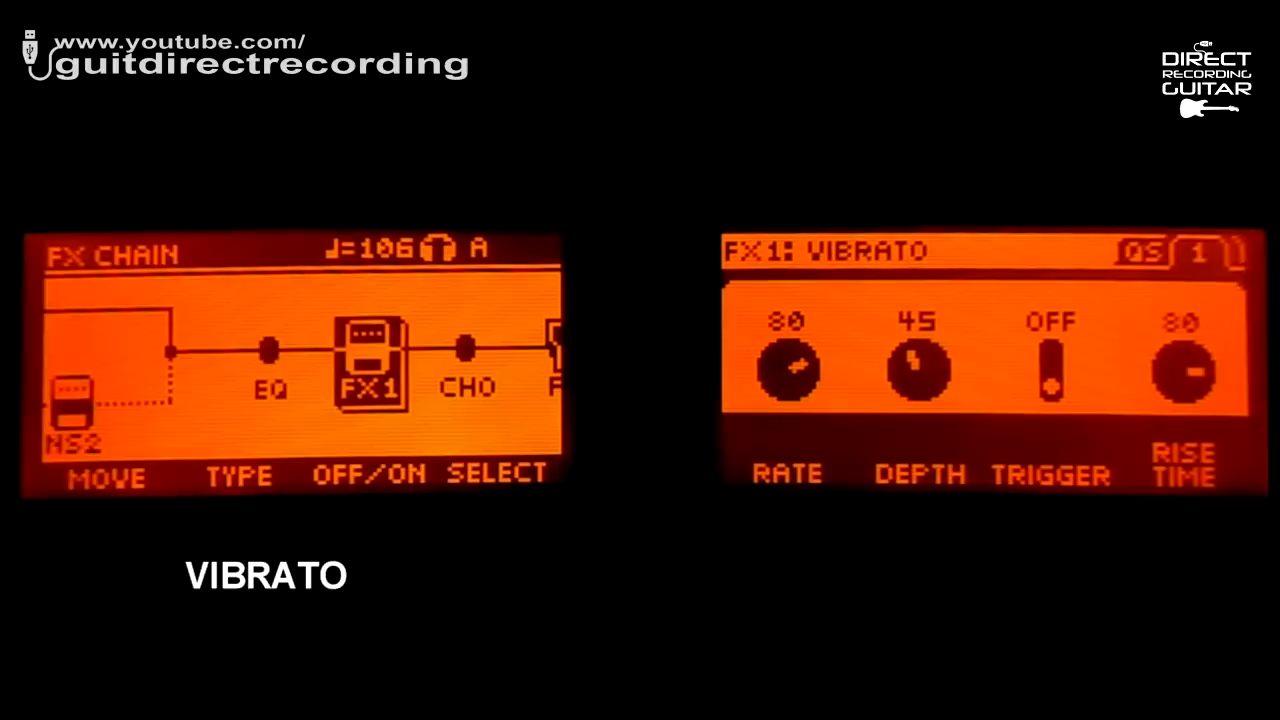 www.youtube.com/
guitdirectrecording
DIRECT
RECORDING
GUITAR
FX CHAIN ♩=106 A
EQ FX1 CHO
NS2
MOVE TYPE OFF/ON SELECT
FX1: VIBRATO QS 1
80 45 OFF 80
RATE DEPTH TRIGGER RISE TIME
VIBRATO